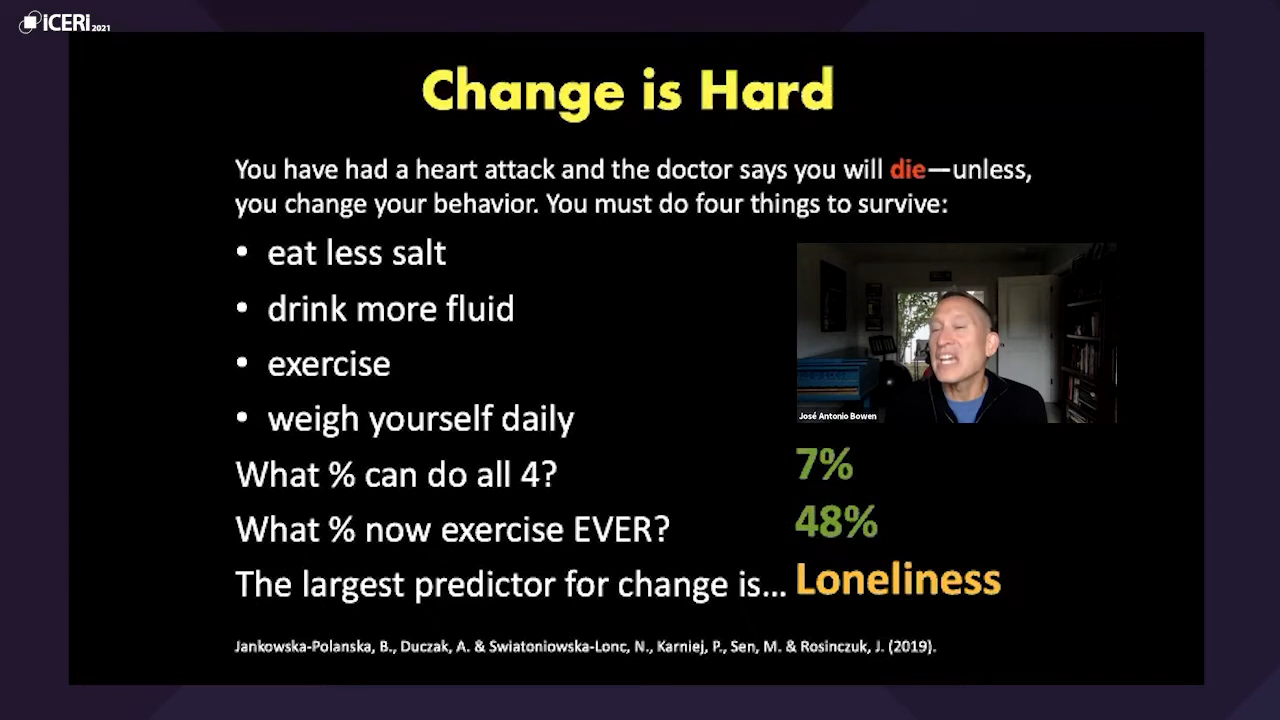 iCERi 2021
Change is Hard
You have had a heart attack and the doctor says you will die—unless,
you change your behavior. You must do four things to survive:
• eat less salt
• drink more fluid
• exercise
• weigh yourself daily
José Antonio Bowen
What % can do all 4? 7%
What % now exercise EVER? 48%
The largest predictor for change is... Loneliness
Jankowska-Polanska, B., Duczak, A. & Swiatoniowska-Lonc, N., Karniej, P., Sen, M. & Rosinczuk, J. (2019).